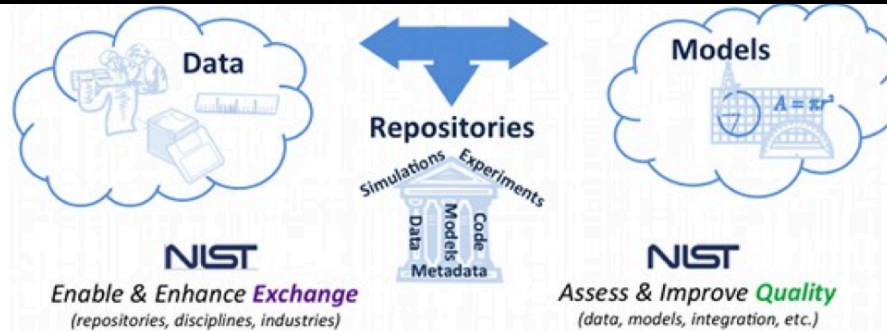 Data
Models
A = πr²
Repositories
Simulations
Experiments
Data
Models
Code
Metadata
NIST
Enable & Enhance Exchange
(repositories, disciplines, industries)
NIST
Assess & Improve Quality
(data, models, integration, etc.)